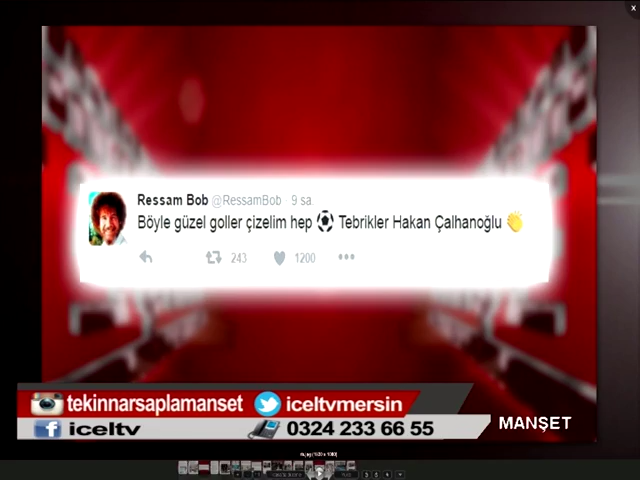 x
Ressam Bob @RessamBob · 9 sa.
Böyle güzel goller çizelim hep ⚽ Tebrikler Hakan Çalhanoğlu 👏
243 1200
tekinnarsaplamanset iceltvmersin
iceltv 0324 233 66 55
MANŞET